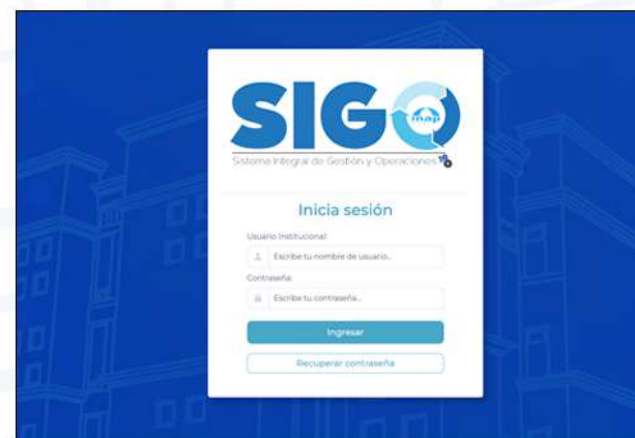 SIGO
inap
Sistema Integral de Gestión y Operaciones
Inicia sesión
Usuario Institucional:
Escribe tu nombre de usuario...
Contraseña:
Escribe tu contraseña...
Ingresar
Recuperar contraseña